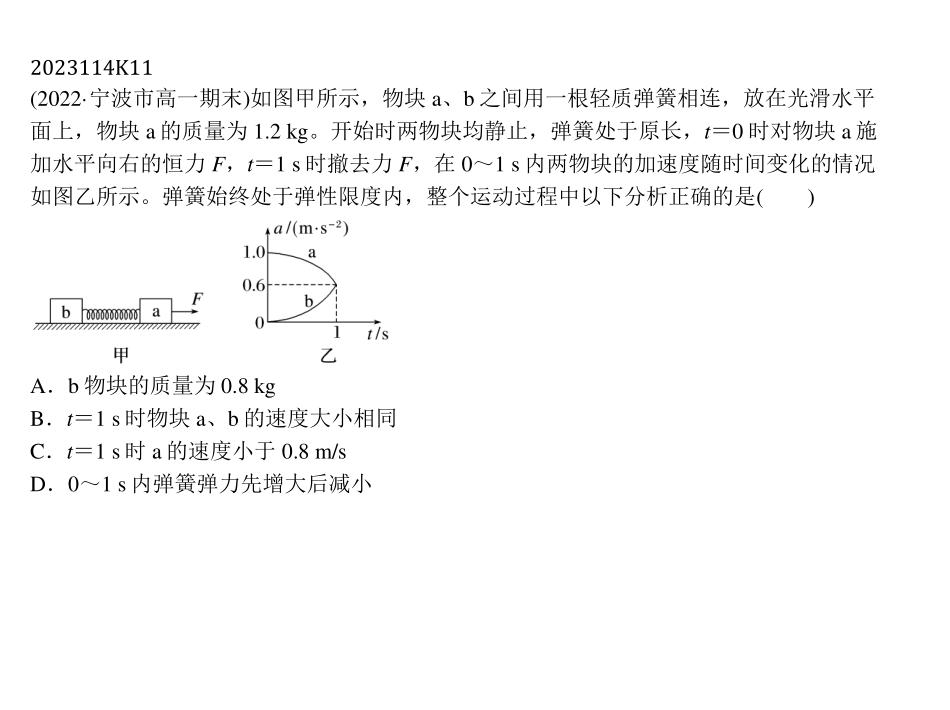 2023114K11
(2022·宁波市高一期末)如图甲所示，物块 a、b 之间用一根轻质弹簧相连，放在光滑水平
面上，物块 a 的质量为 1.2 kg。开始时两物块均静止，弹簧处于原长，t＝0 时对物块 a 施
加水平向右的恒力 F，t＝1 s 时撤去力 F，在 0～1 s 内两物块的加速度随时间变化的情况
如图乙所示。弹簧始终处于弹性限度内，整个运动过程中以下分析正确的是(　　)
a/(m·s⁻²)
1.0
a
0.6
b
0
1
t/s
乙
b
a
F
甲
A．b 物块的质量为 0.8 kg
B．t＝1 s 时物块 a、b 的速度大小相同
C．t＝1 s 时 a 的速度小于 0.8 m/s
D．0～1 s 内弹簧弹力先增大后减小